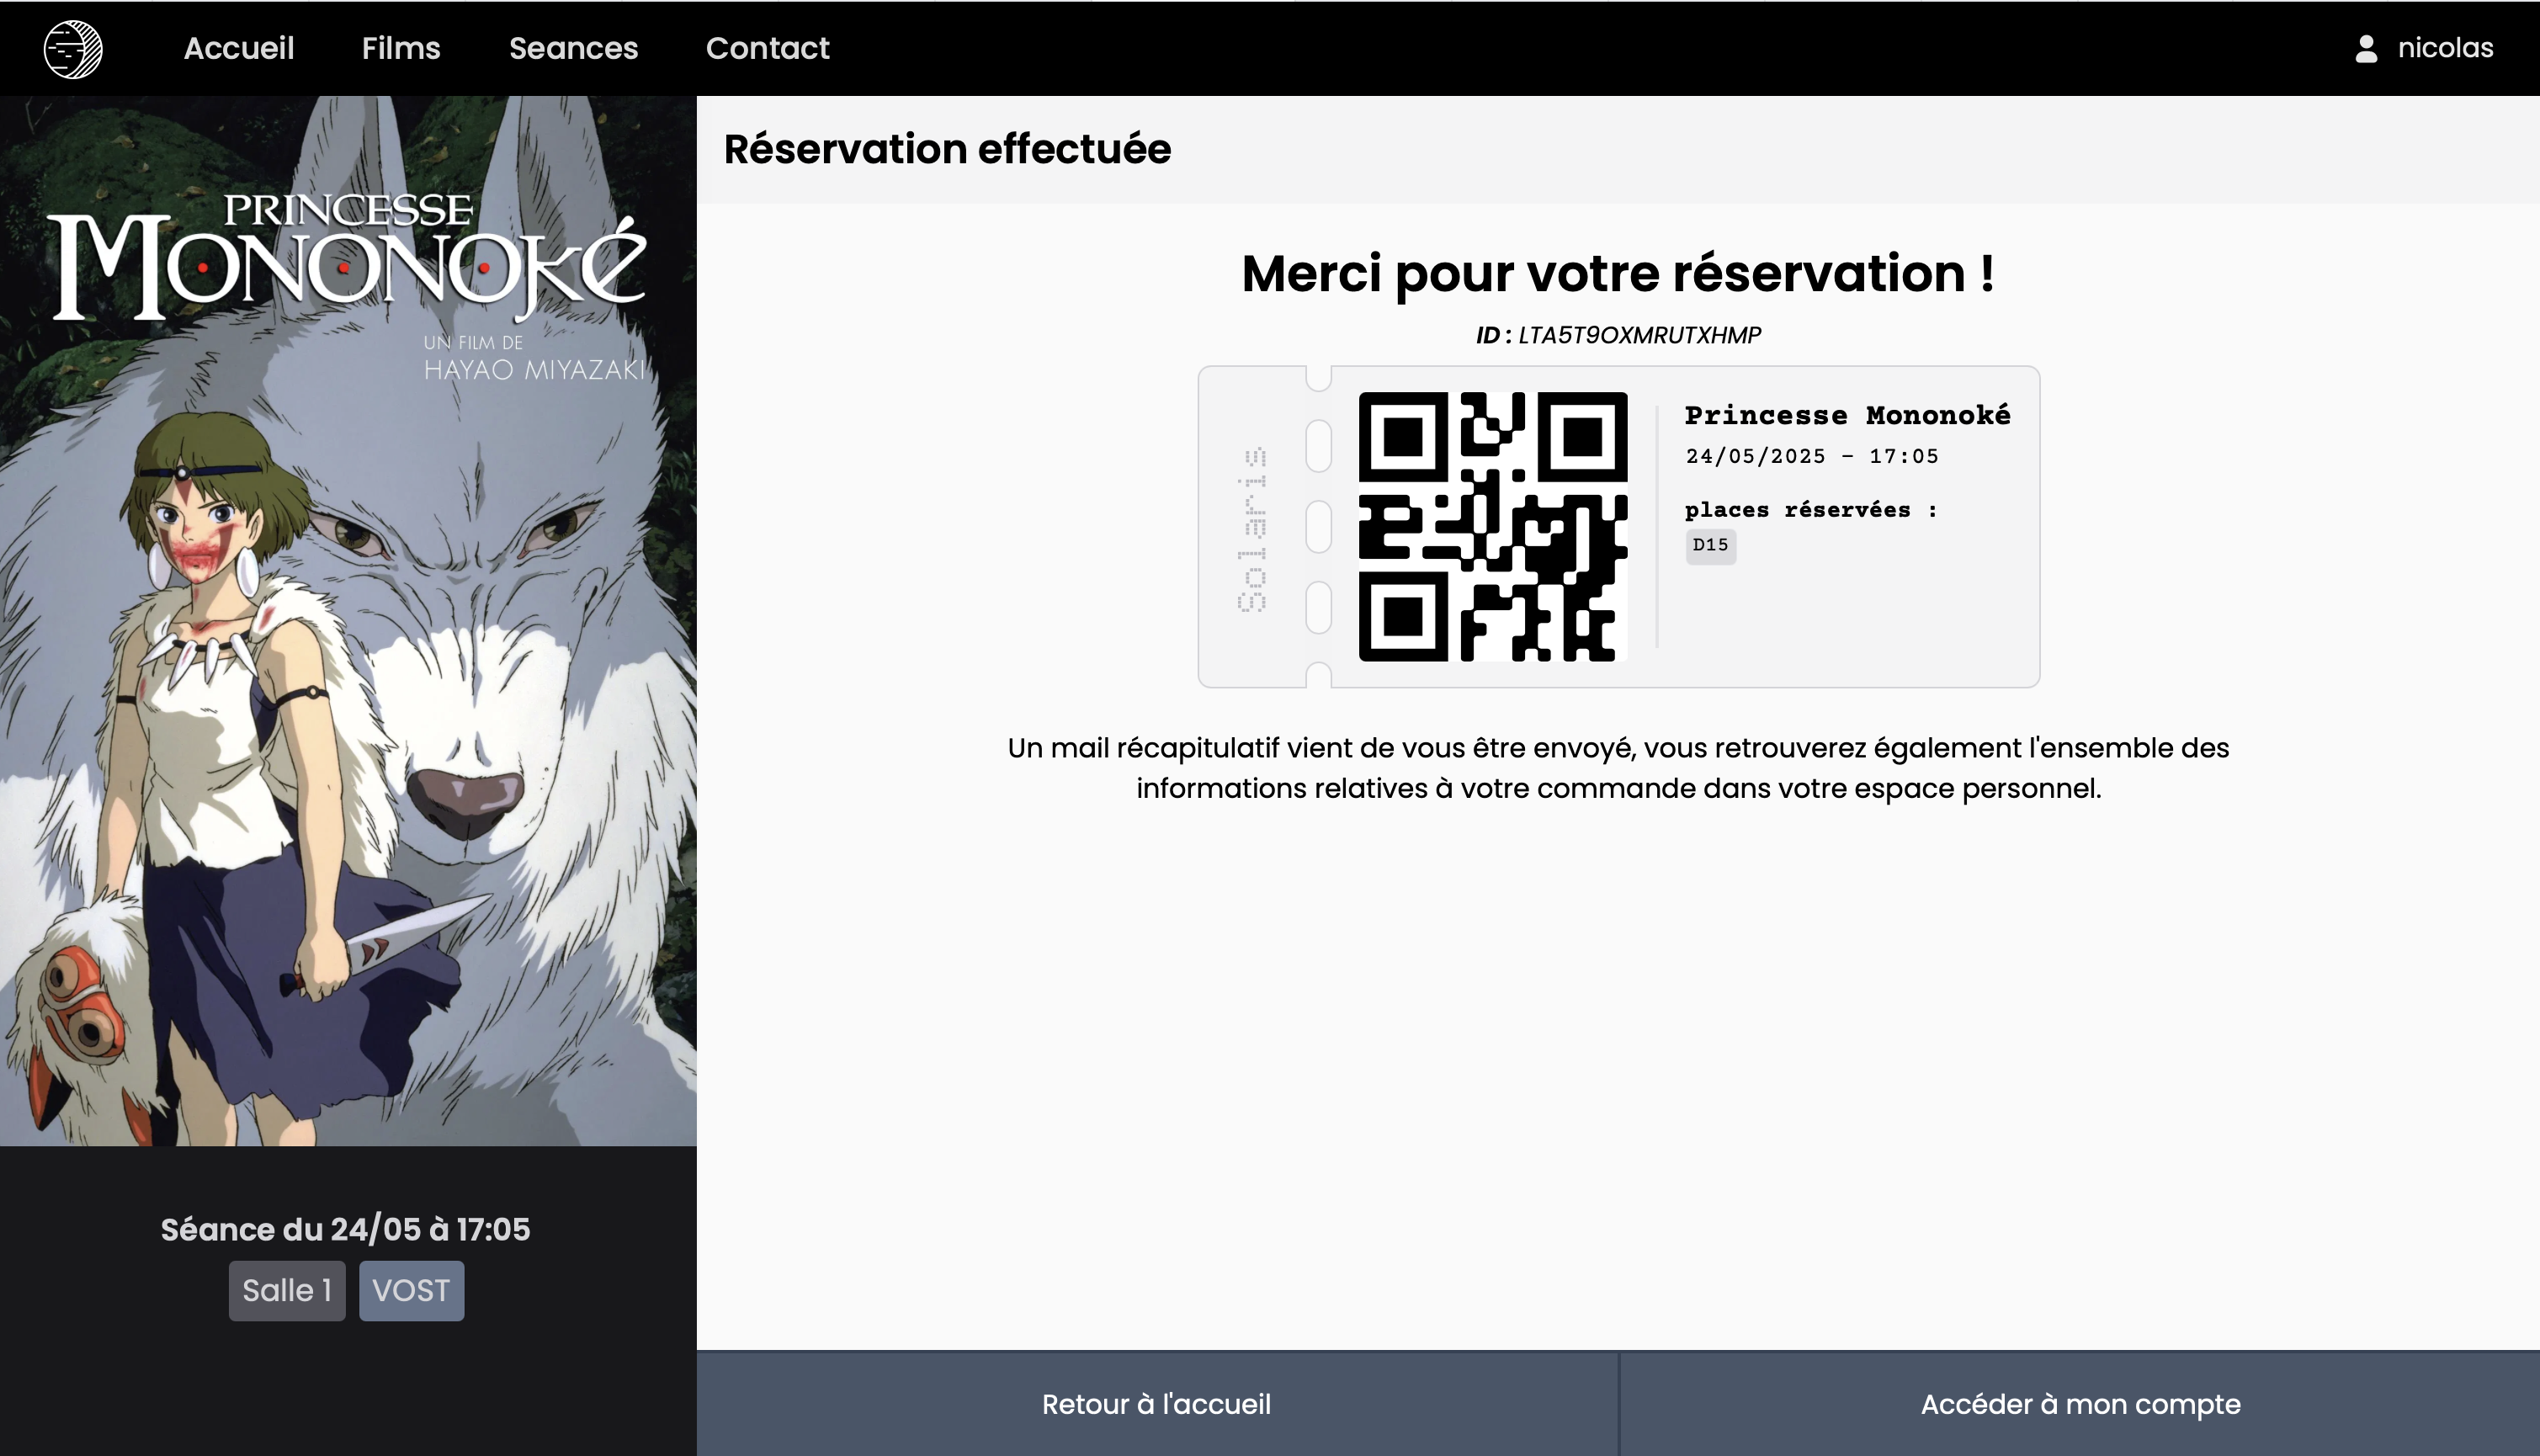 Accueil
Films
Seances
Contact
nicolas
PRINCESSE
MONONOKé
UN FILM DE
HAYAO MIYAZAKI
Séance du 24/05 à 17:05
Salle 1
VOST
Réservation effectuée
Merci pour votre réservation !
ID : LTA5T9OXMRUTXHMP
Solaris
Princesse Mononoké
24/05/2025 - 17:05
places réservées :
D15
Un mail récapitulatif vient de vous être envoyé, vous retrouverez également l'ensemble des
informations relatives à votre commande dans votre espace personnel.
Retour à l'accueil
Accéder à mon compte